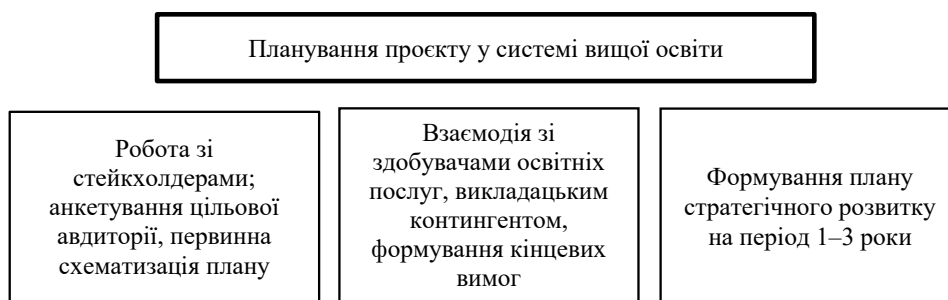 Планування проєкту у системі вищої освіти
Робота зі
стейкхолдерами;
анкетування цільової
авдиторії, первинна
схематизація плану
Взаємодія зі
здобувачами освітніх
послуг, викладацьким
контингентом,
формування кінцевих
вимог
Формування плану
стратегічного розвитку
на період 1–3 роки